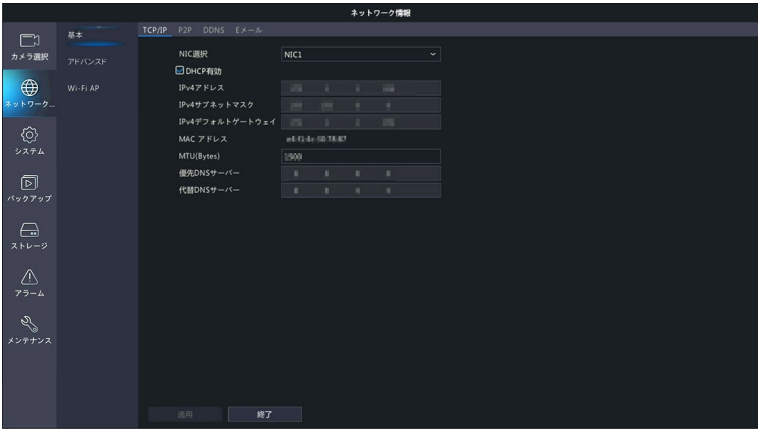 ネットワーク情報
カメラ選択
ネットワーク...
システム
バックアップ
ストレージ
アラーム
メンテナンス
基本
アドバンスド
Wi-Fi AP
TCP/IP P2P DDNS Eメール
NIC選択 NIC1
DHCP有効
IPv4アドレス
IPv4サブネットマスク
IPv4デフォルトゲートウェイ
MAC アドレス
MTU(Bytes)
優先DNSサーバー
代替DNSサーバー
適用 終了